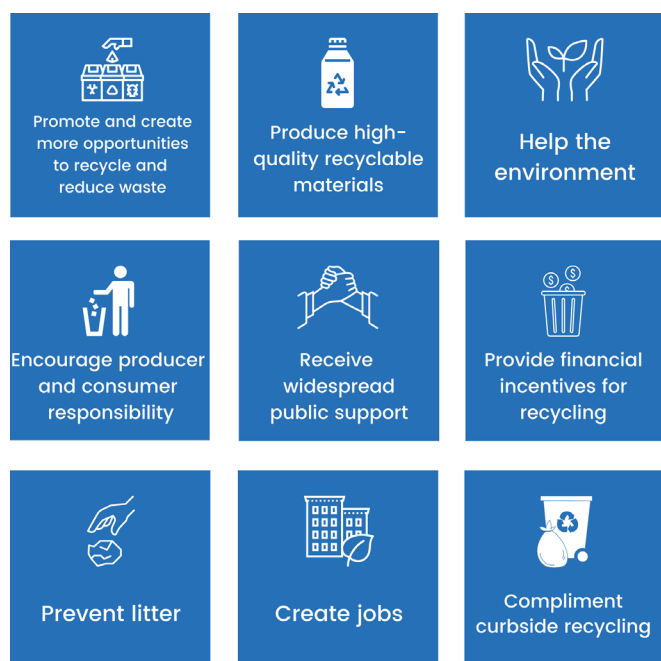 Promote and create
more opportunities
to recycle and
reduce waste
Produce high-
quality recyclable
materials
Help the
environment
Encourage producer
and consumer
responsibility
Receive
widespread
public support
$ $
Provide financial
incentives for
recycling
Prevent litter
Create jobs
Compliment
curbside recycling